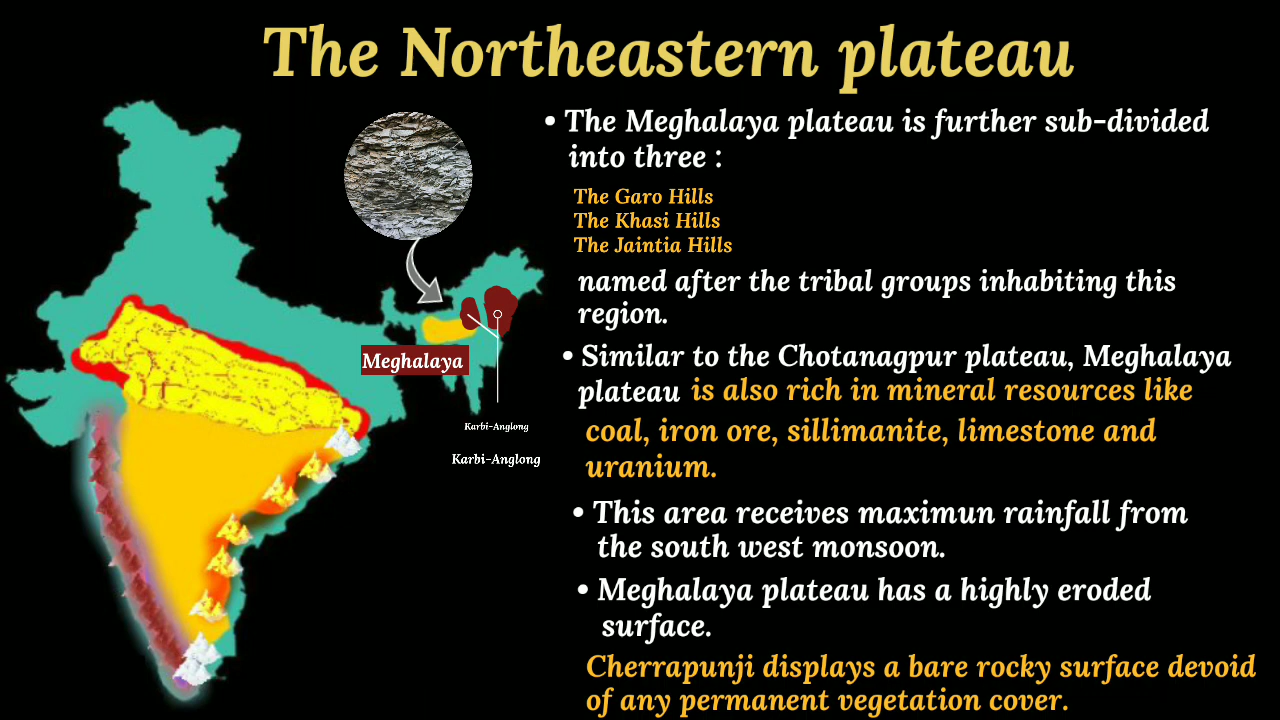 The Northeastern plateau
• The Meghalaya plateau is further sub-divided
into three :
The Garo Hills
The Khasi Hills
The Jaintia Hills
named after the tribal groups inhabiting this
region.
• Similar to the Chotanagpur plateau, Meghalaya
plateau is also rich in mineral resources like
coal, iron ore, sillimanite, limestone and
uranium.
• This area receives maximun rainfall from
the south west monsoon.
• Meghalaya plateau has a highly eroded
surface.
Cherrapunji displays a bare rocky surface devoid
of any permanent vegetation cover.
Meghalaya
Karbi-Anglong
Karbi-Anglong